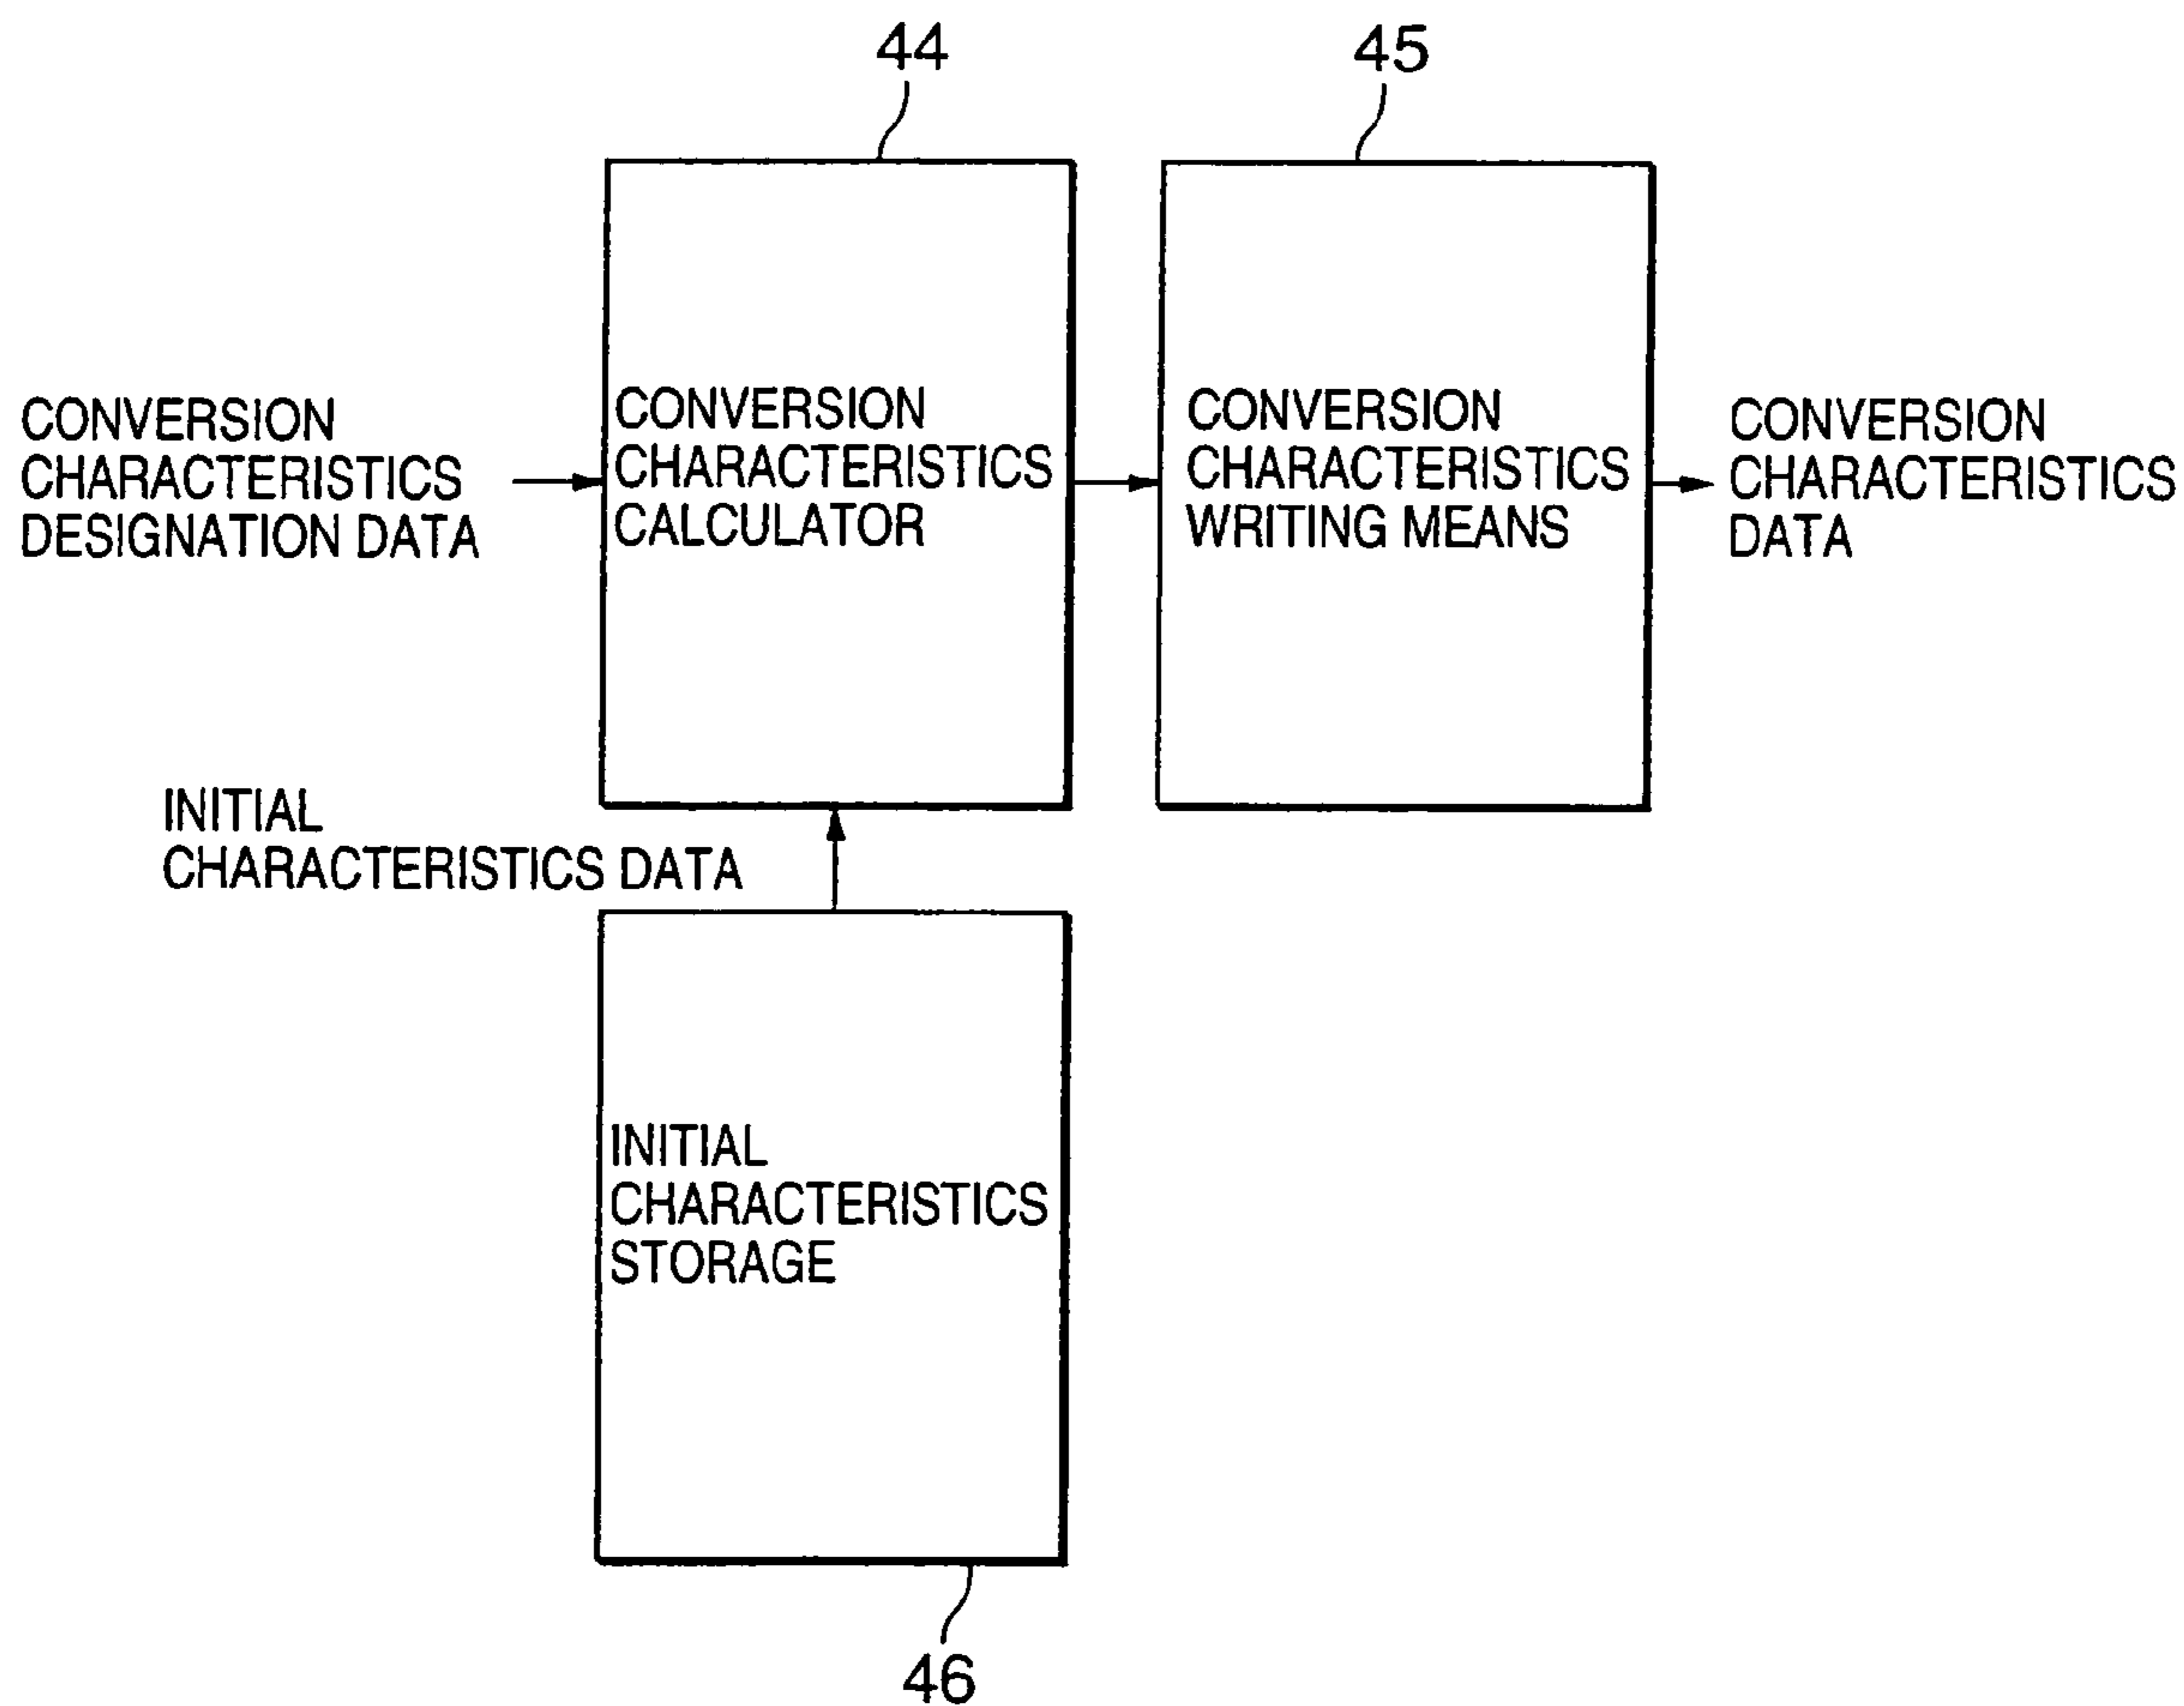 44
45
CONVERSION
CHARACTERISTICS
DESIGNATION DATA
CONVERSION
CHARACTERISTICS
CALCULATOR
CONVERSION
CHARACTERISTICS
WRITING MEANS
CONVERSION
CHARACTERISTICS
DATA
INITIAL
CHARACTERISTICS DATA
INITIAL
CHARACTERISTICS
STORAGE
46